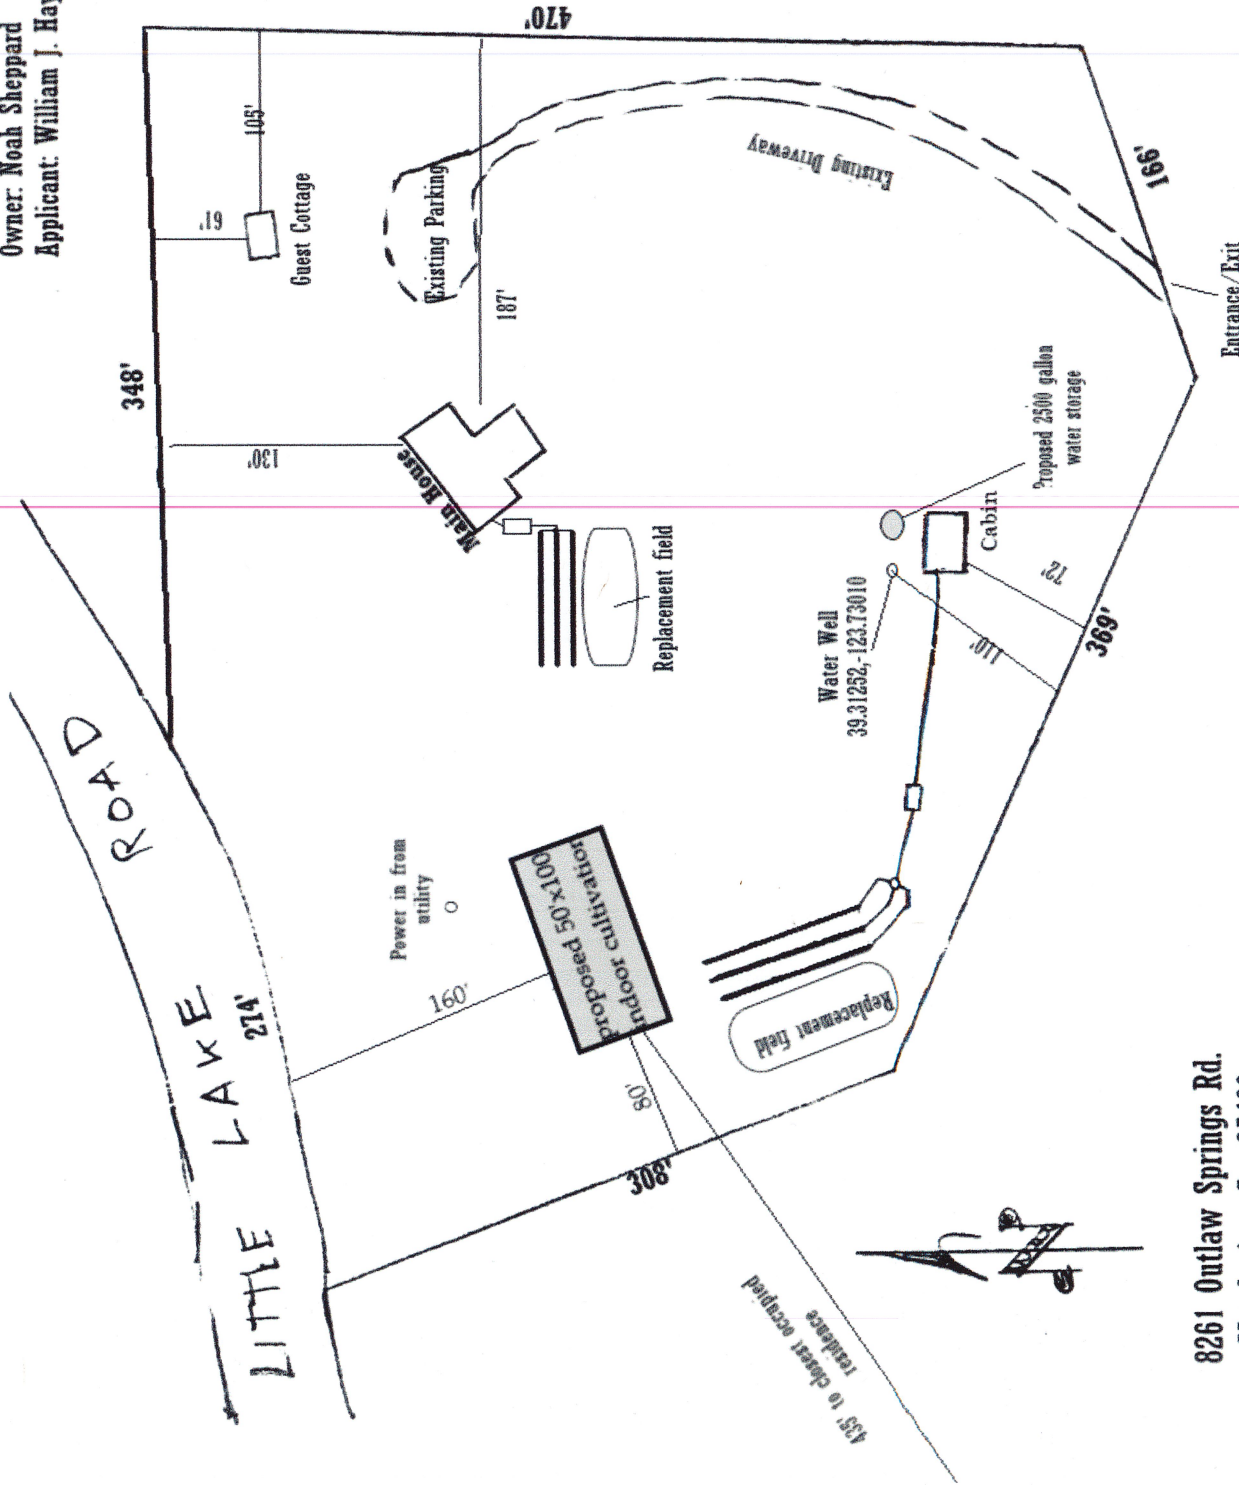 Owner: Noah Sheppard
Applicant: William J. Hay
470'
348'
105'
61'
Guest Cottage
Existing Parking
187'
Existing Driveway
166'
Entrance/Exit
130'
Main House
Replacement field
Proposed 2500 gallon
water storage
Cabin
Water Well
39.31252,-123.73010
72'
110'
369'
LITTLE LAKE ROAD
274'
Power in from
utility
160'
proposed 50'x100'
indoor cultivation
80'
308'
Replacement field
435' to closest occupied
residence
8261 Outlaw Springs Rd.